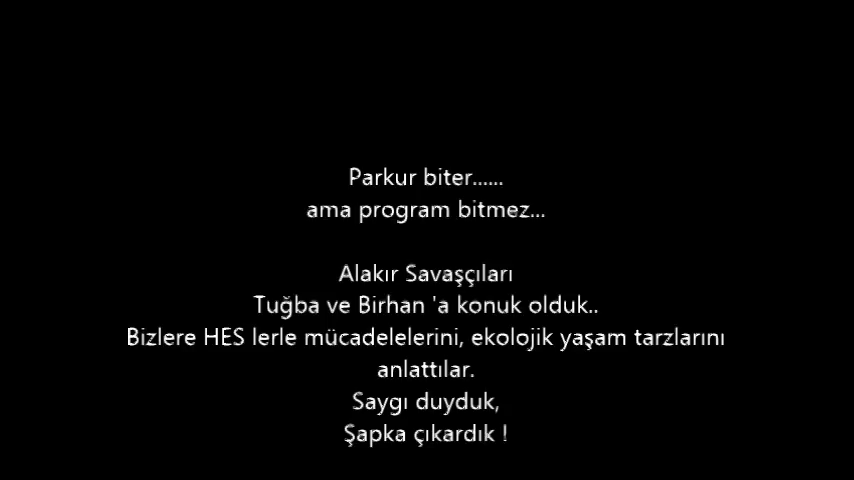 Parkur biter......
ama program bitmez...
Alakır Savaşçıları
Tuğba ve Birhan 'a konuk olduk..
Bizlere HES lerle mücadelelerini, ekolojik yaşam tarzlarını
anlattılar.
Saygı duyduk,
Şapka çıkardık !